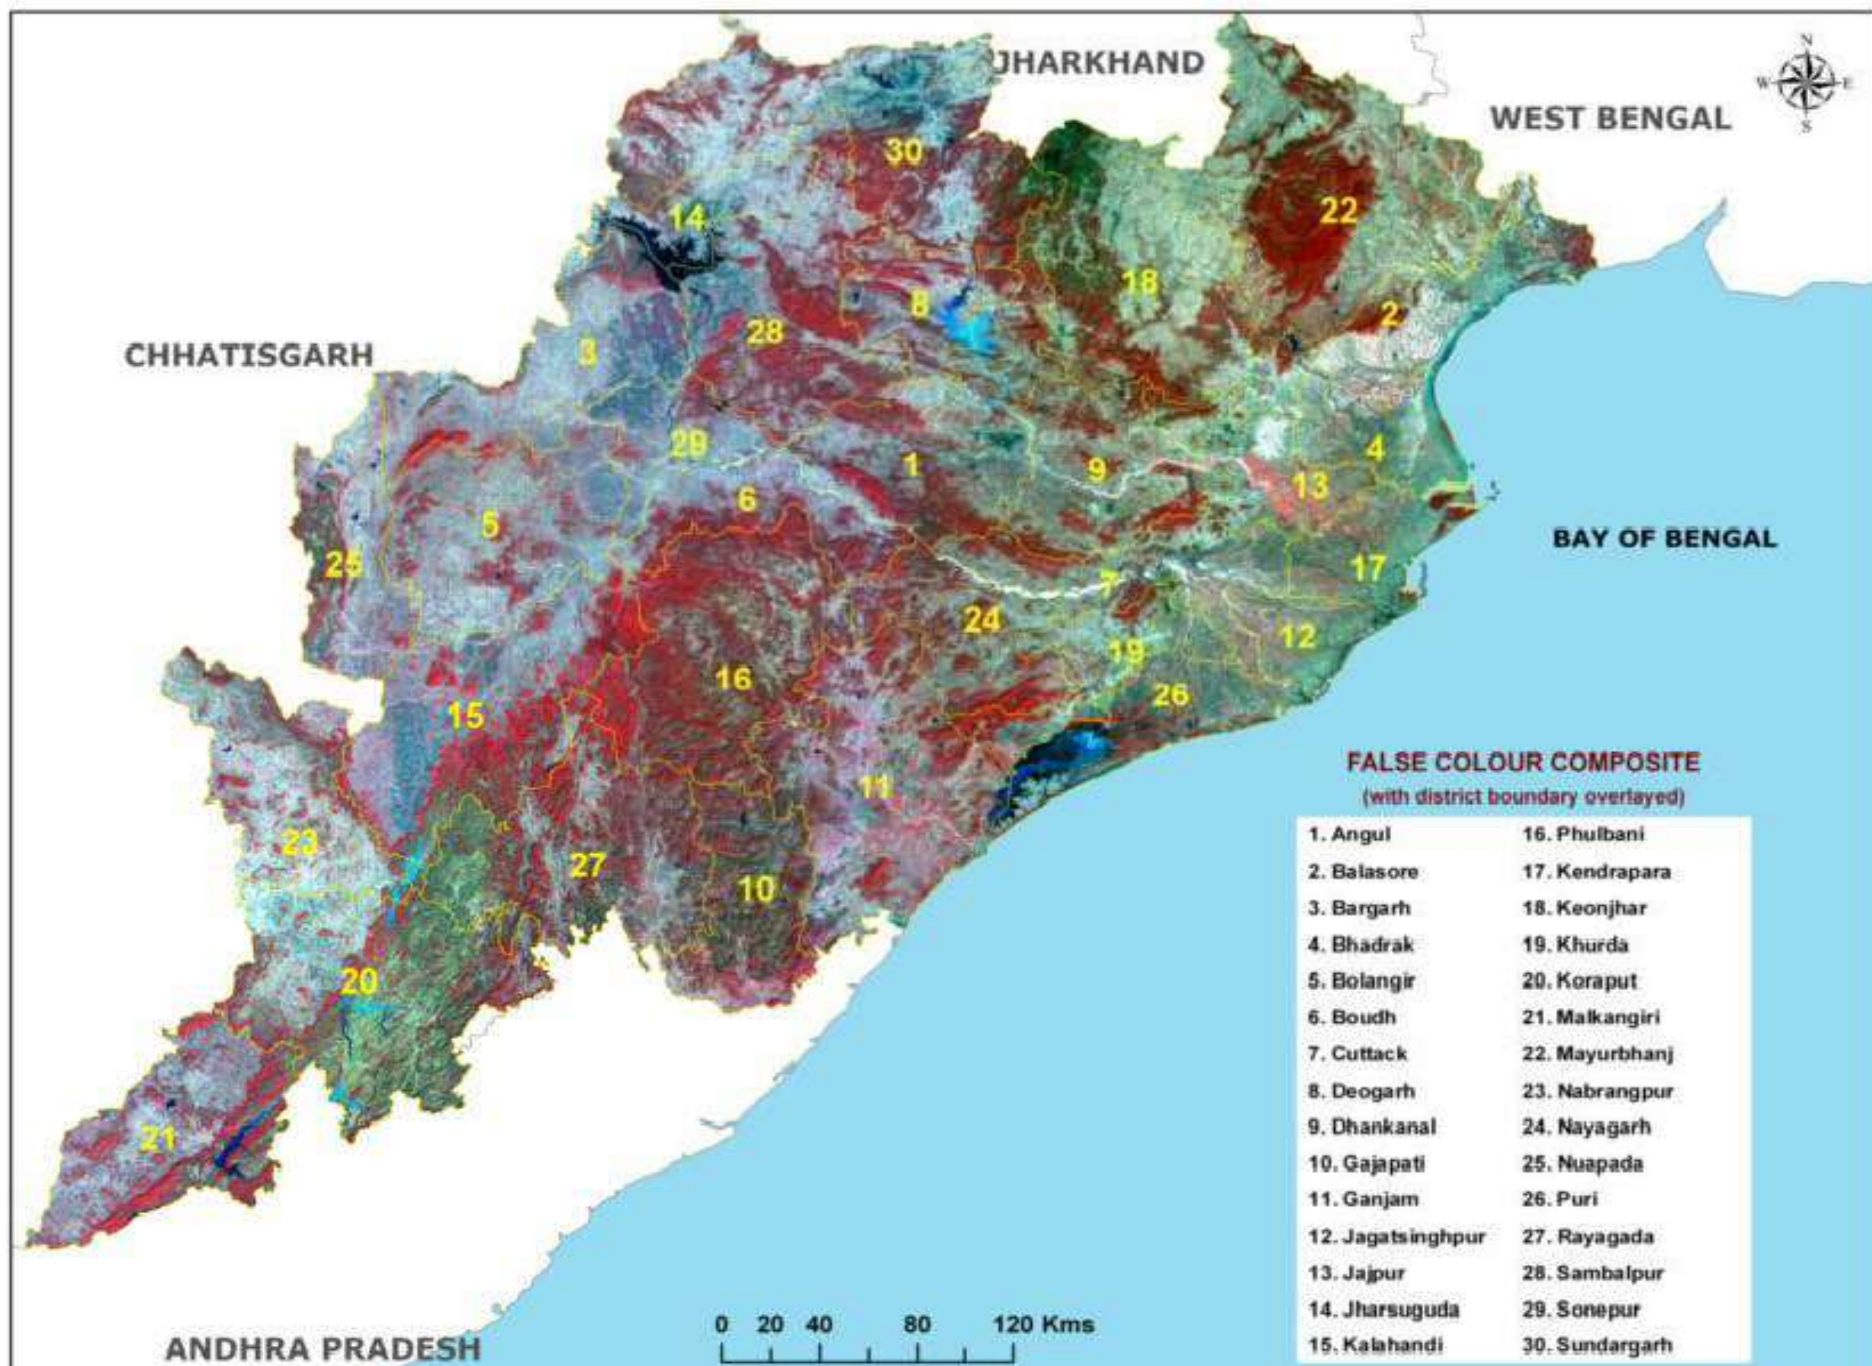 JHARKHAND
N
W E
S
WEST BENGAL
30
14
22
18
8
2
28
3
CHHATISGARH
29
4
1
9
13
6
5
BAY OF BENGAL
25
17
7
24
12
19
16
26
15
FALSE COLOUR COMPOSITE
(with district boundary overlayed)
11
23
27
10
20
21
1. Angul
2. Balasore
3. Bargarh
4. Bhadrak
5. Bolangir
6. Boudh
7. Cuttack
8. Deogarh
9. Dhankanal
10. Gajapati
11. Ganjam
12. Jagatsinghpur
13. Jajpur
14. Jharsuguda
15. Kalahandi
16. Phulbani
17. Kendrapara
18. Keonjhar
19. Khurda
20. Koraput
21. Malkangiri
22. Mayurbhanj
23. Nabrangpur
24. Nayagarh
25. Nuapada
26. Puri
27. Rayagada
28. Sambalpur
29. Sonepur
30. Sundargarh
0 20 40 80 120 Kms
ANDHRA PRADESH